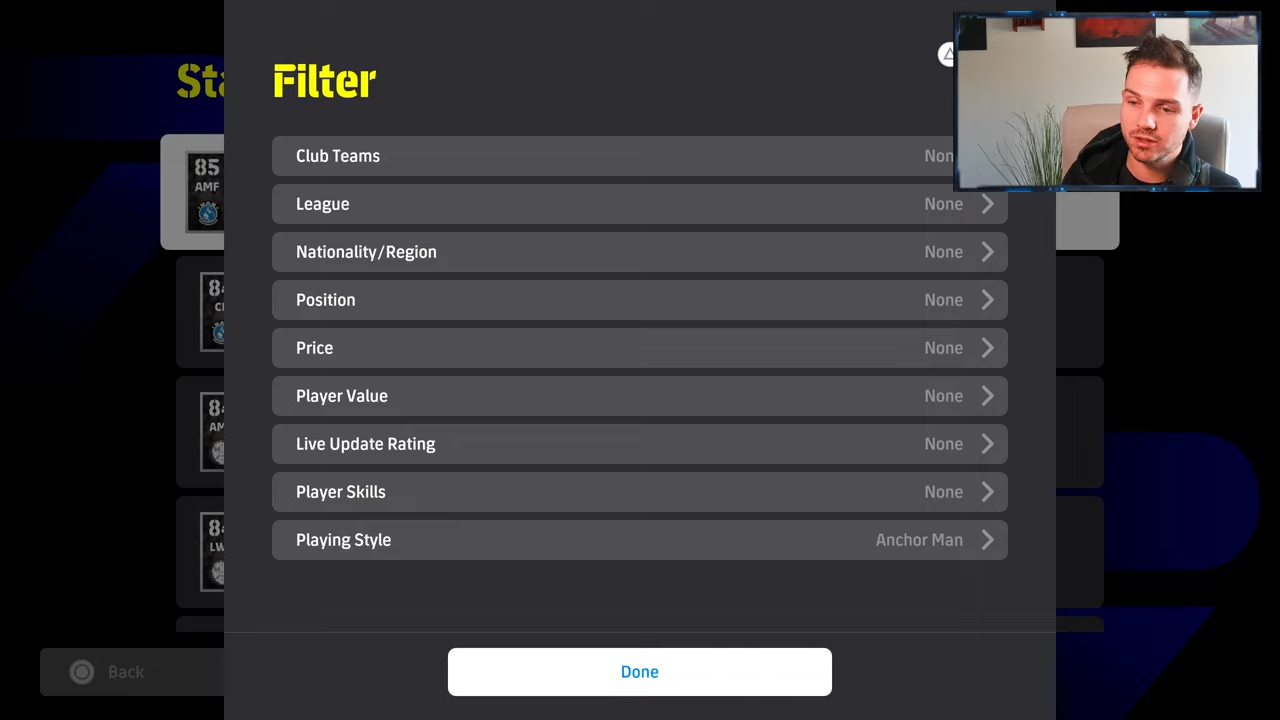 Filter
85
AMF
Club Teams
League None
Nationality/Region None
Position None
Price None
Player Value None
Live Update Rating None
Player Skills None
Playing Style Anchor Man
Back
Done